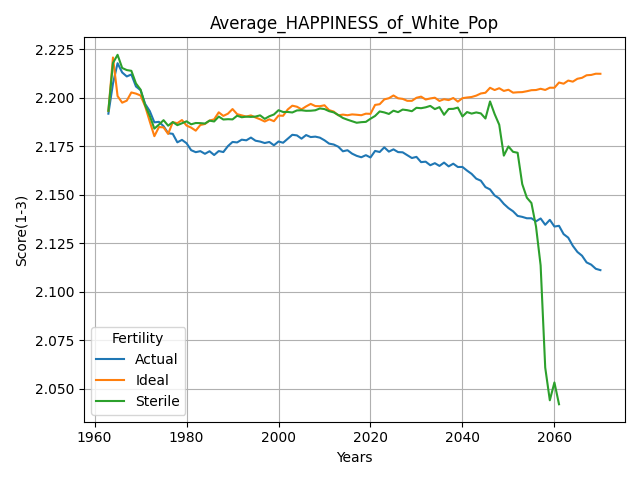 Average_HAPPINESS_of_White_Pop
Score(1-3)
2.225
2.200
2.175
2.150
2.125
2.100
2.075
2.050
Fertility
Actual
Ideal
Sterile
1960 1980 2000 2020 2040 2060
Years